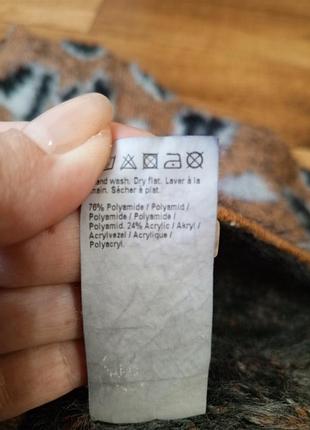 and wash. Dry flat. Laver à la
main. Sécher à plat.
76% Polyamide / Polyamid /
Polyamide / Polyamide /
Polyamid. 24% Acrylic / Akryl /
Acrylvezel / Acrylique /
Polyacryl.